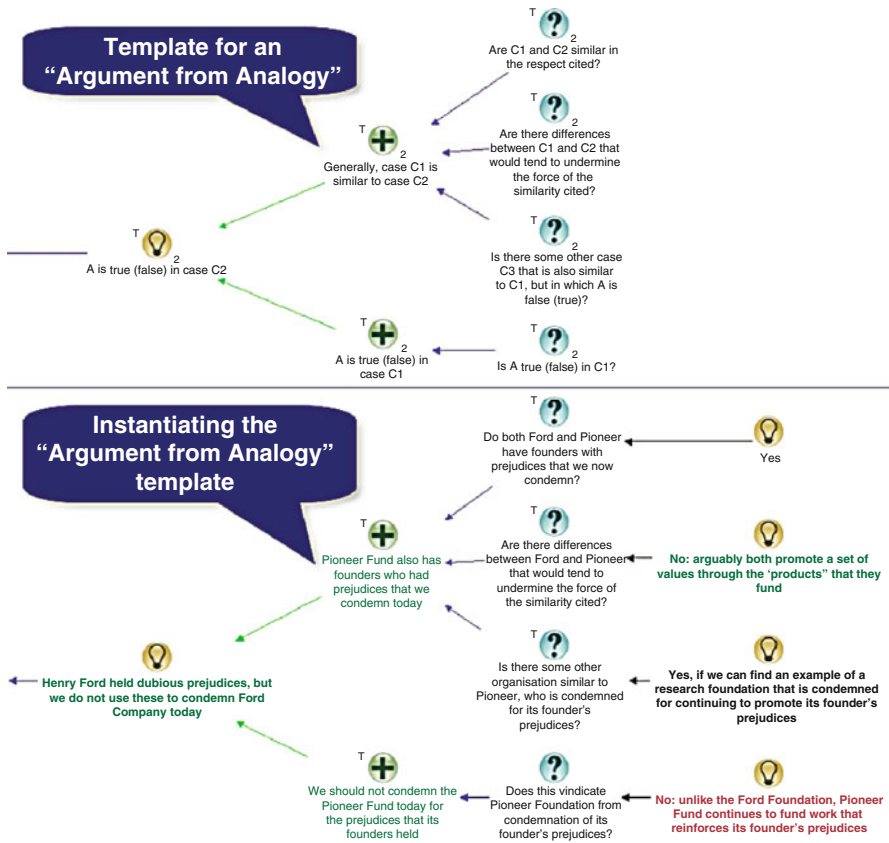 Template for an
“Argument from Analogy”
T
2
Are C1 and C2 similar in
the respect cited?
T
2
Are there differences
between C1 and C2 that
would tend to undermine
the force of the
similarity cited?
T
2
Generally, case C1 is
similar to case C2
T
2
Is there some other case
C3 that is also similar
to C1, but in which A is
false (true)?
T
2
A is true (false) in case C2
T
2
A is true (false) in
case C1
T
2
Is A true (false) in C1?
Instantiating the
“Argument from Analogy”
template
T
Do both Ford and Pioneer
have founders with
prejudices that we now
condemn?
Yes
T
Pioneer Fund also has
founders who had
prejudices that we
condemn today
T
Are there differences
between Ford and Pioneer
that would tend to
undermine the force of
the similarity cited?
No: arguably both promote a set of
values through the ‘products” that they
fund
Henry Ford held dubious prejudices, but
we do not use these to condemn Ford
Company today
T
Is there some other
organisation similar to
Pioneer, who is condemned
for its founder’s
prejudices?
Yes, if we can find an example of a
research foundation that is condemned
for continuing to promote its founder’s
prejudices
T
We should not condemn the
Pioneer Fund today for
the prejudices that its
founders held
Does this vindicate
Pioneer Foundation from
condemnation of its
founder’s prejudices?
No: unlike the Ford Foundation, Pioneer
Fund continues to fund work that
reinforces its founder’s prejudices